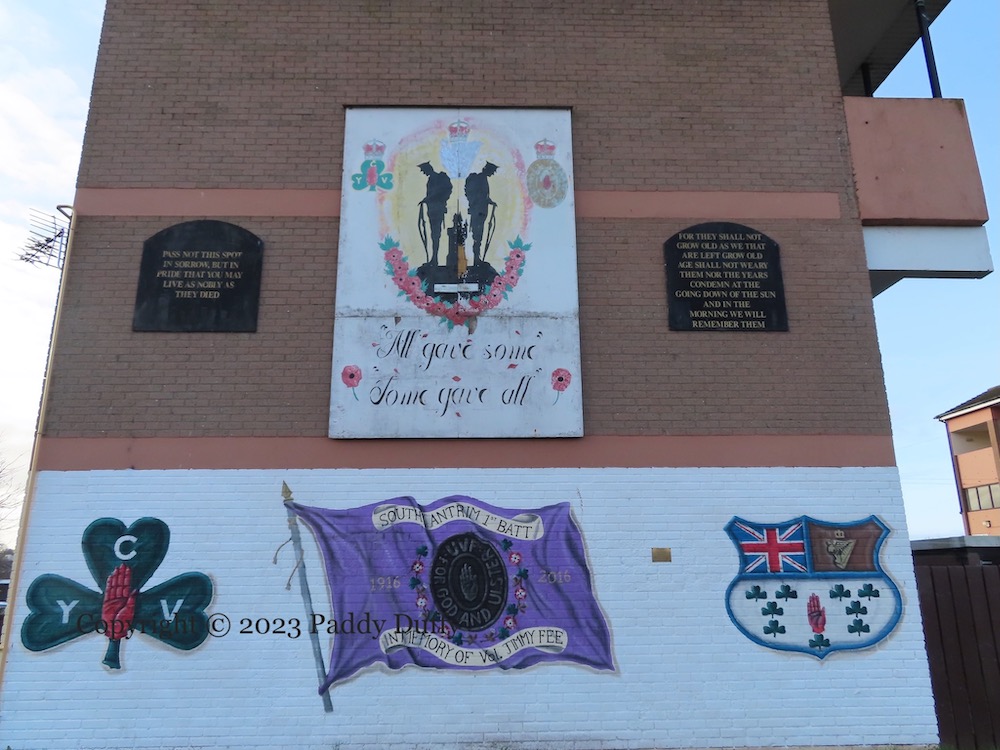 PASS NOT THIS SPOT
IN SORROW, BUT IN
PRIDE THAT YOU MAY
LIVE AS NOBLY AS
THEY DIED
Y C V
"All gave some"
"Some gave all"
FOR THEY SHALL NOT
GROW OLD AS WE THAT
ARE LEFT GROW OLD
AGE SHALL NOT WEARY
THEM NOR THE YEARS
CONDEMN AT THE
GOING DOWN OF THE SUN
AND IN THE
MORNING WE WILL
REMEMBER THEM
Y C V
SOUTH ANTRIM 1ST BATT
1916 2016
UVF
FOR GOD AND ULSTER
IN MEMORY OF VOL. JIMMY FEE
Copyright © 2023 Paddy Duffy